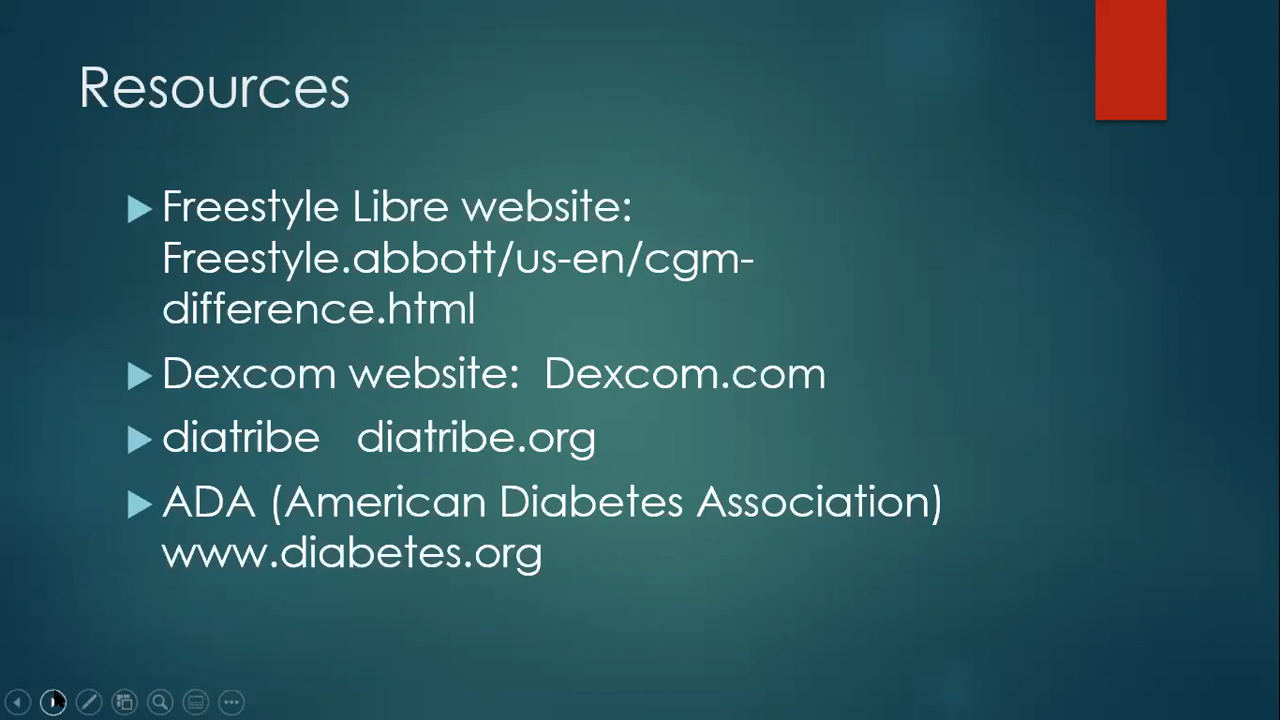 Resources
Freestyle Libre website:
Freestyle.abbott/us-en/cgm-
difference.html
Dexcom website:  Dexcom.com
diatribe   diatribe.org
ADA (American Diabetes Association)
www.diabetes.org